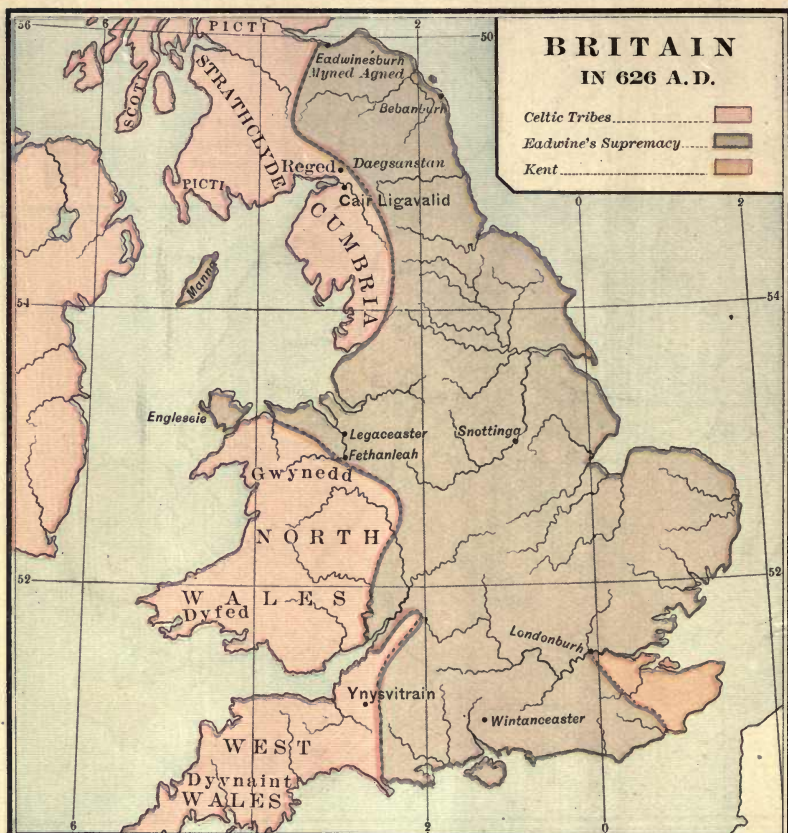 BRITAIN
IN 626 A.D.
Celtic Tribes
Eadwine's Supremacy
Kent
56
6
PICTI
2
50
Eadwinesburh
Myned Agned
SCOTI
STRATHCLYDE
Bebanburh
Reged
Daegsanstan
PICTI
Cair Ligavalid
0
2
CUMBRIA
Manna
54
54
Engleseie
Legaceaster
Snottinga
Fethanleah
Gwynedd
NORTH
52
52
WALES
Dyfed
Londonburh
Ynysvitrain
Wintanceaster
WEST
Dyvnaint
WALES
6
2
0